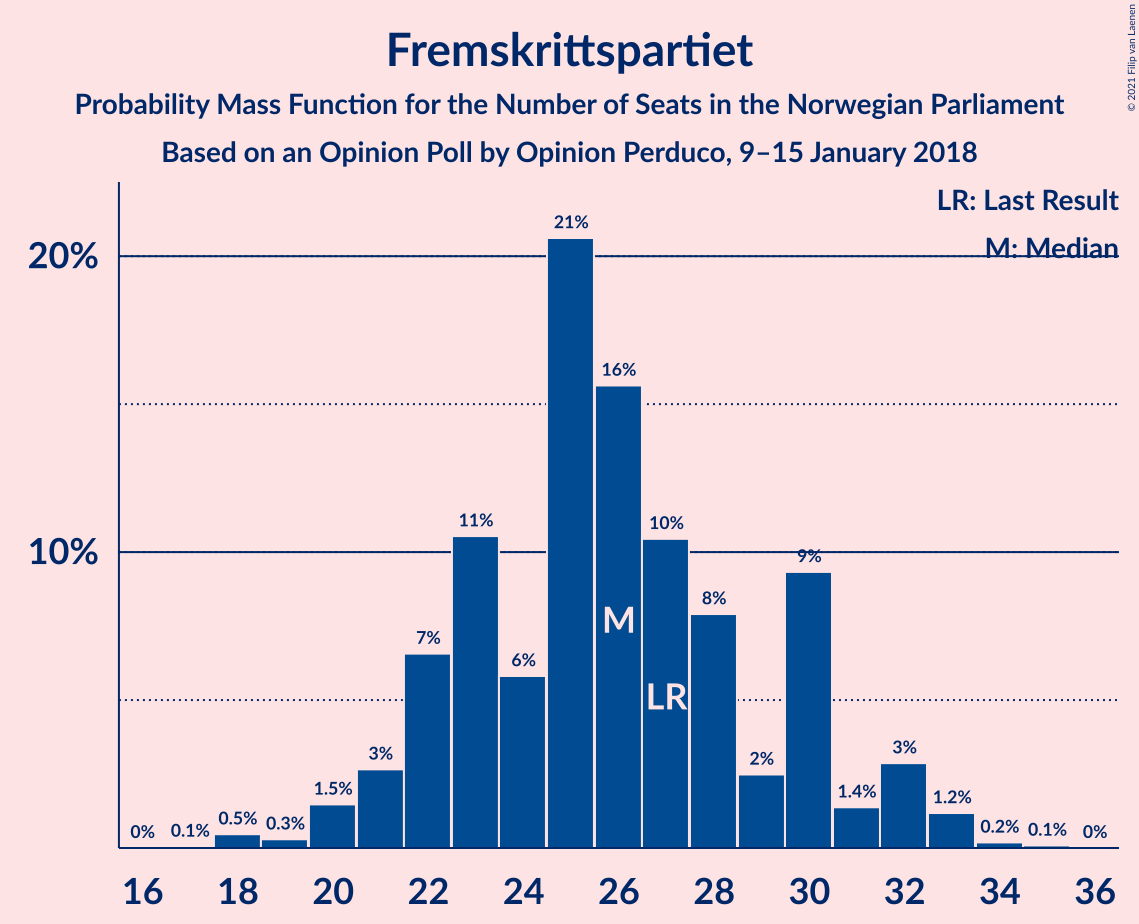 Fremskrittspartiet
Probability Mass Function for the Number of Seats in the Norwegian Parliament
Based on an Opinion Poll by Opinion Perduco, 9–15 January 2018
© 2021 Filip van Laenen
LR: Last Result
M: Median
20%
10%
0%
0.1%
0.5%
0.3%
1.5%
3%
7%
11%
6%
21%
16%
10%
8%
2%
9%
1.4%
3%
1.2%
0.2%
0.1%
0%
M
LR
16 18 20 22 24 26 28 30 32 34 36